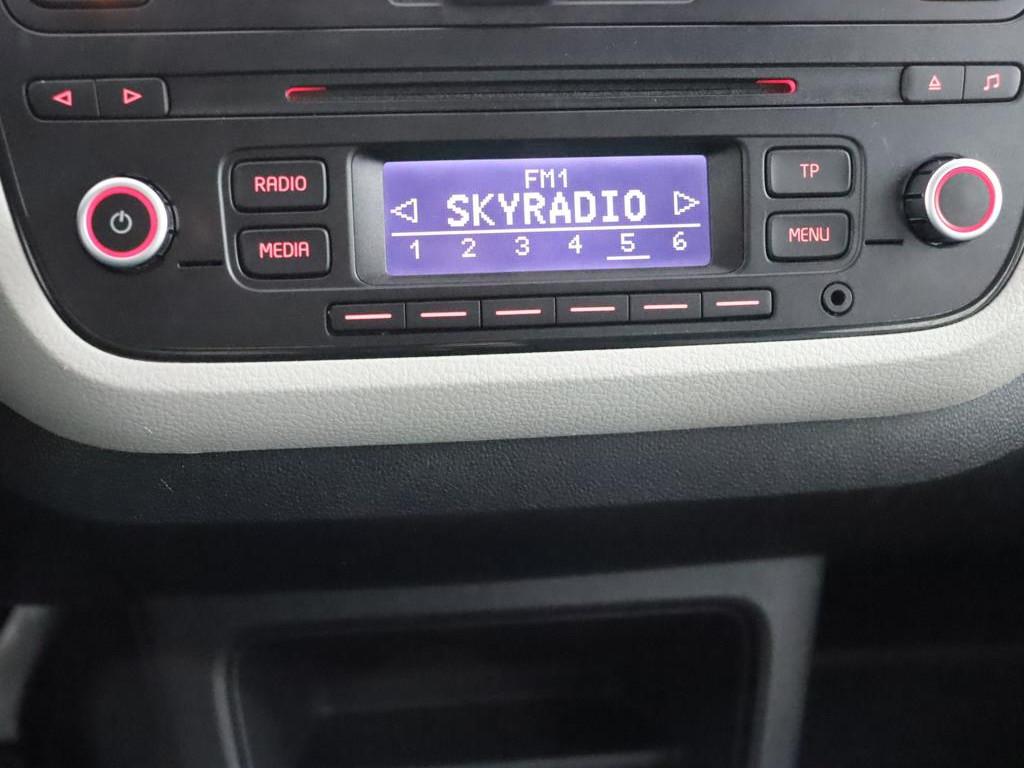 RADIO
MEDIA
FM1
SKYRADIO
1 2 3 4 5 6
TP
MENU